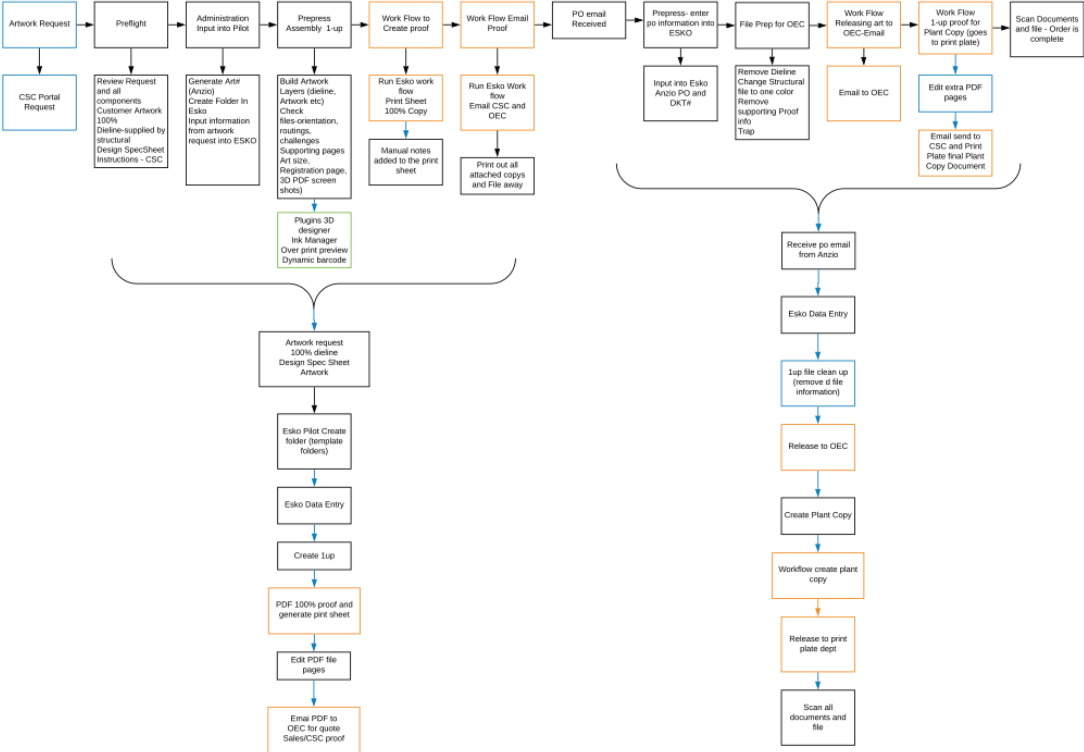 Artwork Request
Preflight
Administration
Input into Pilot
Prepress
Assembly 1-up
Work Flow to
Create proof
Work Flow Email
Proof
PO email
Received
Prepress- enter
po information into
ESKO
File Prep for OEC
Work Flow
Releasing art to
OEC-Email
Work Flow
1-up proof for
Plant Copy (goes
to print plate)
Scan Documents
and file - Order is
complete
CSC Portal
Request
Review Request
and all
components
Customer Artwork
100%
Dieline-supplied by
structural
Design SpecSheet
Instructions - CSC
Generate Art#
(Anzio)
Create Folder In
Esko
Input information
from artwork
request into ESKO
Build Artwork
Layers (dieline,
Artwork etc)
Check
files-orientation,
routings,
challenges
Supporting pages
Art size,
Registration page,
3D PDF screen
shots)
Run Esko work
flow
Print Sheet
100% Copy
Run Esko Work
flow
Email CSC and
OEC
Input into Esko
Anzio PO and
DKT#
Remove Dieline
Change Structural
file to one color
Remove
supporting Proof
info
Trap
Email to OEC
Edit extra PDF
pages
Manual notes
added to the print
sheet
Print out all
attached copys
and File away
Email send to
CSC and Print
Plate final Plant
Copy Document
Plugins 3D
designer
Ink Manager
Over print preview
Dynamic barcode
Artwork request
100% dieline
Design Spec Sheet
Artwork
Esko Pilot Create
folder (template
folders)
Esko Data Entry
Create 1up
PDF 100% proof and
generate pint sheet
Edit PDF file
pages
Emai PDF to
OEC for quote
Sales/CSC proof
Receive po email
from Anzio
Esko Data Entry
1up file clean up
(remove d file
information)
Release to OEC
Create Plant Copy
Workflow create plant
copy
Release to print
plate dept
Scan all
documents and
file